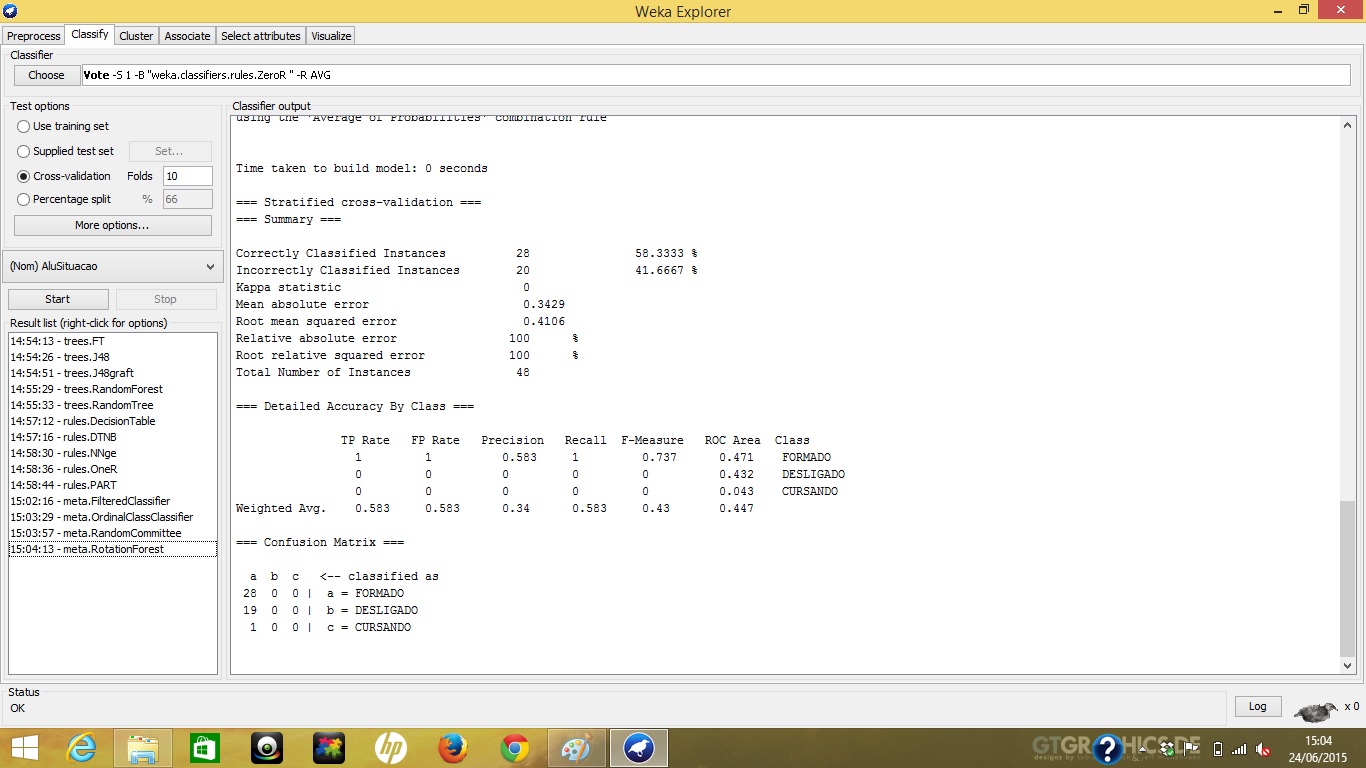 Weka Explorer
Preprocess Classify Cluster Associate Select attributes Visualize
Classifier
Choose Vote -S 1 -B "weka.classifiers.rules.ZeroR " -R AVG
Test options
Use training set
Supplied test set Set...
Cross-validation Folds 10
Percentage split % 66
More options...
(Nom) AluSituacao
Start Stop
Result list (right-click for options)
14:54:13 - trees.FT
14:54:26 - trees.J48
14:54:51 - trees.J48graft
14:55:29 - trees.RandomForest
14:55:33 - trees.RandomTree
14:57:12 - rules.DecisionTable
14:57:16 - rules.DTNB
14:58:30 - rules.NNge
14:58:36 - rules.OneR
14:58:44 - rules.PART
15:02:16 - meta.FilteredClassifier
15:03:29 - meta.OrdinalClassClassifier
15:03:57 - meta.RandomCommittee
15:04:13 - meta.RotationForest
Classifier output
using the 'Average of Probabilities' combination rule
Time taken to build model: 0 seconds
=== Stratified cross-validation ===
=== Summary ===
Correctly Classified Instances 28 58.3333 %
Incorrectly Classified Instances 20 41.6667 %
Kappa statistic 0
Mean absolute error 0.3429
Root mean squared error 0.4106
Relative absolute error 100 %
Root relative squared error 100 %
Total Number of Instances 48
=== Detailed Accuracy By Class ===
TP Rate FP Rate Precision Recall F-Measure ROC Area Class
1 1 0.583 1 0.737 0.471 FORMADO
0 0 0 0 0 0.432 DESLIGADO
0 0 0 0 0 0.043 CURSANDO
Weighted Avg. 0.583 0.583 0.34 0.583 0.43 0.447
=== Confusion Matrix ===
a b c <-- classified as
28 0 0 | a = FORMADO
19 0 0 | b = DESLIGADO
1 0 0 | c = CURSANDO
Status
OK
Log x 0
hp
15:04
24/06/2015